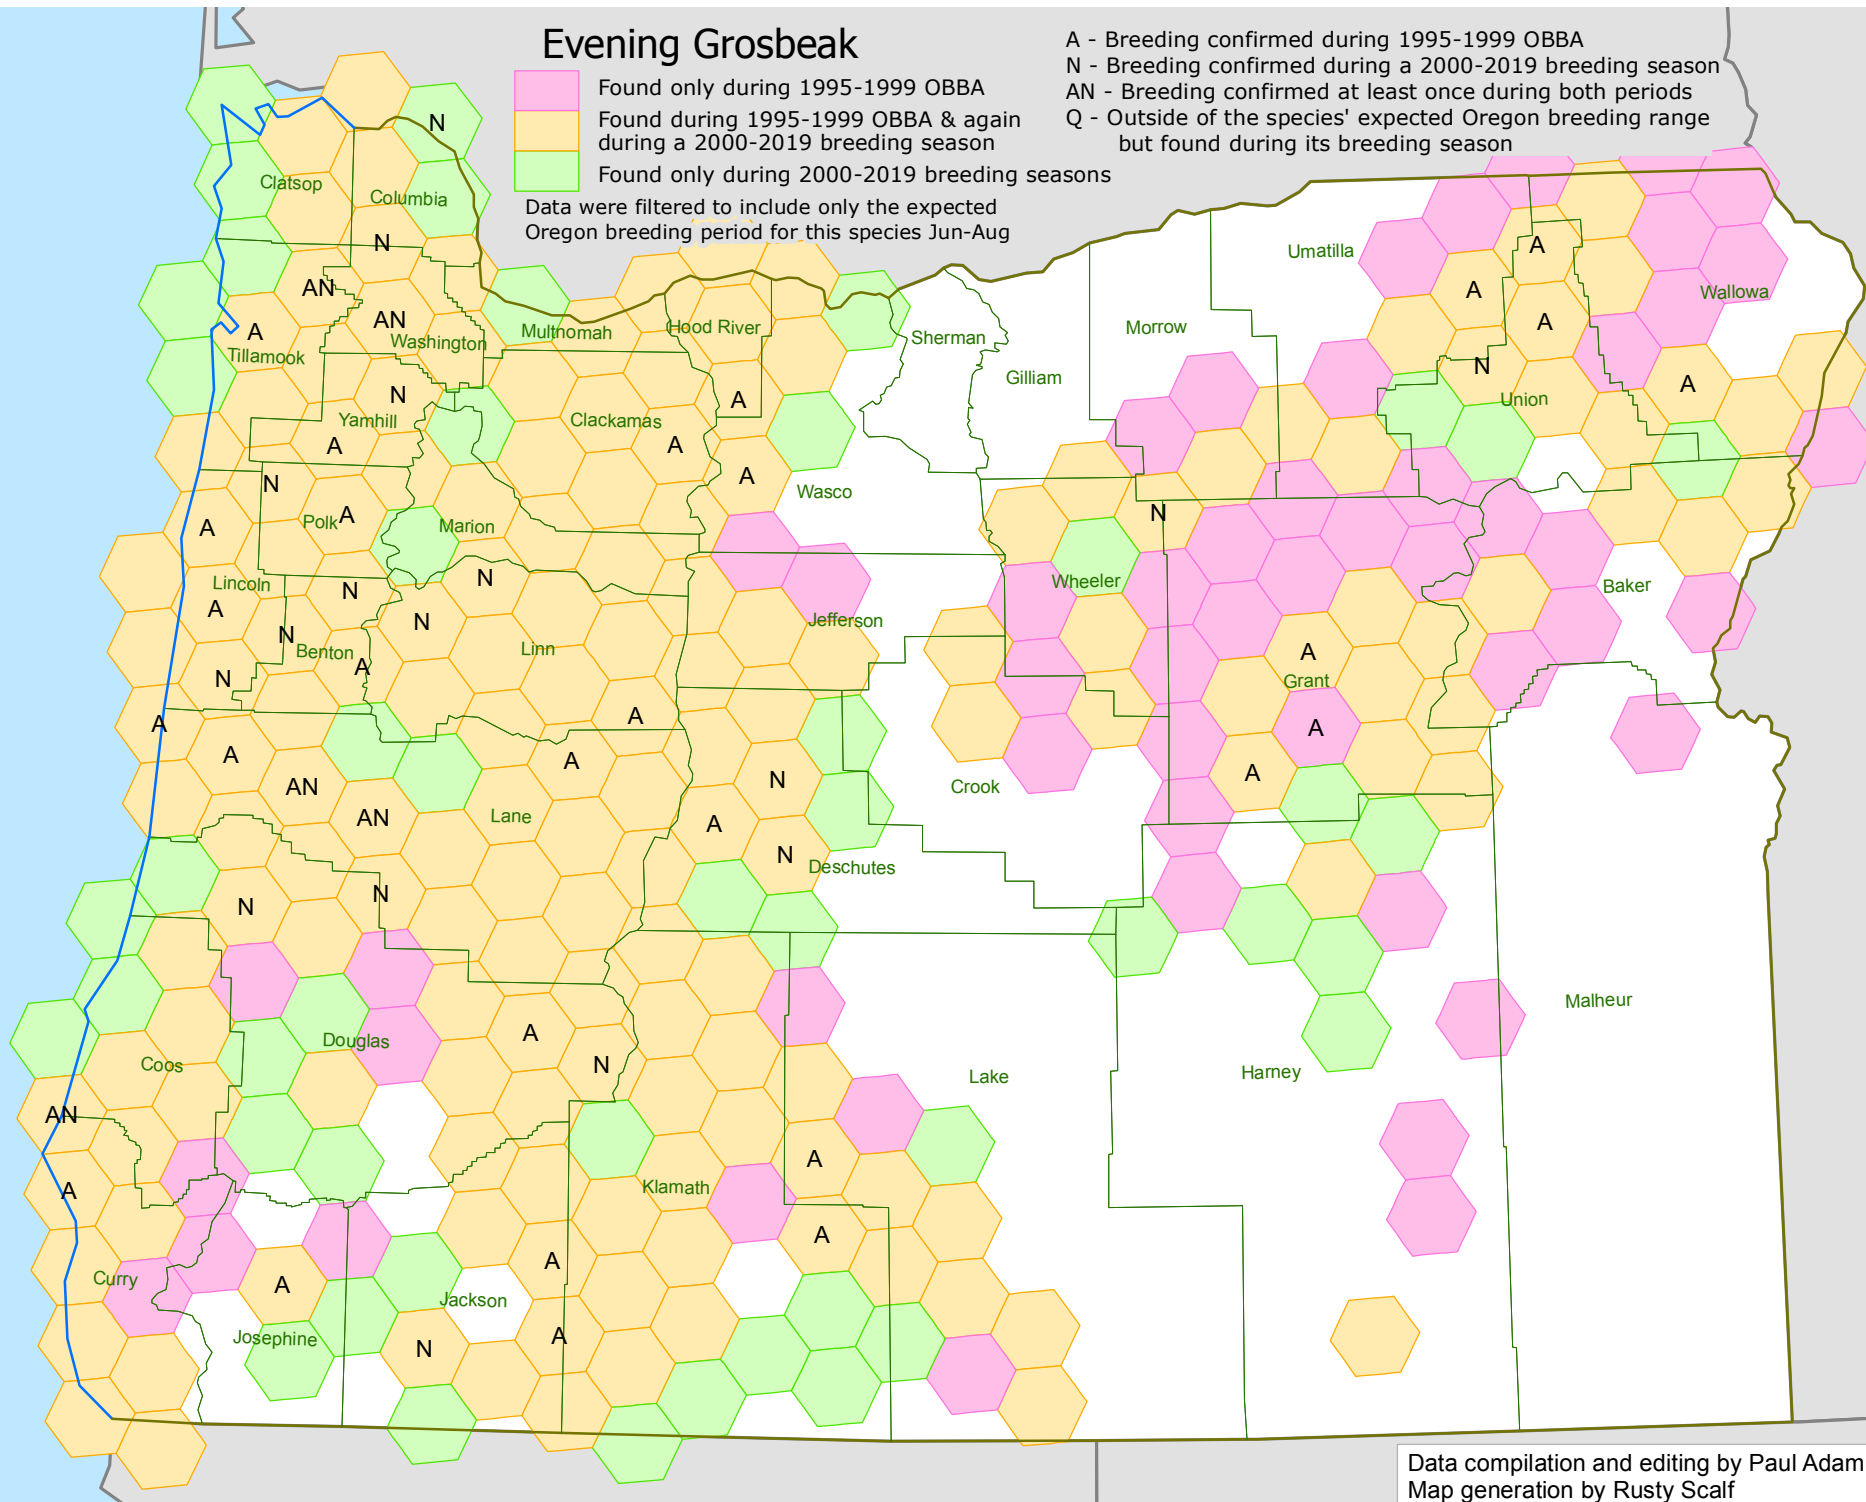 Evening Grosbeak
Found only during 1995-1999 OBBA
Found during 1995-1999 OBBA & again
during a 2000-2019 breeding season
Found only during 2000-2019 breeding seasons
Data were filtered to include only the expected
Oregon breeding period for this species Jun-Aug
A - Breeding confirmed during 1995-1999 OBBA
N - Breeding confirmed during a 2000-2019 breeding season
AN - Breeding confirmed at least once during both periods
Q - Outside of the species' expected Oregon breeding range
but found during its breeding season
N
Clatsop
Columbia
N
A
Umatilla
AN
A
Wallowa
A
AN
A
Tillamook
Washington
Multnomah
Hood River
Sherman
Morrow
N
Gilliam
A
N
A
Union
Yamhill
Clackamas
A
A
N
A
Wasco
A
Polk
A
Marion
N
Lincoln
N
N
Wheeler
Baker
A
N
Jefferson
N
Benton
A
Linn
A
Grant
N
A
A
A
A
A
A
N
AN
Crook
AN
Lane
A
N
Deschutes
N
N
Malheur
A
Douglas
N
Coos
Lake
Harney
AN
A
A
Klamath
A
A
Curry
A
Jackson
Josephine
A
N
Data compilation and editing by Paul Adam
Map generation by Rusty Scalf